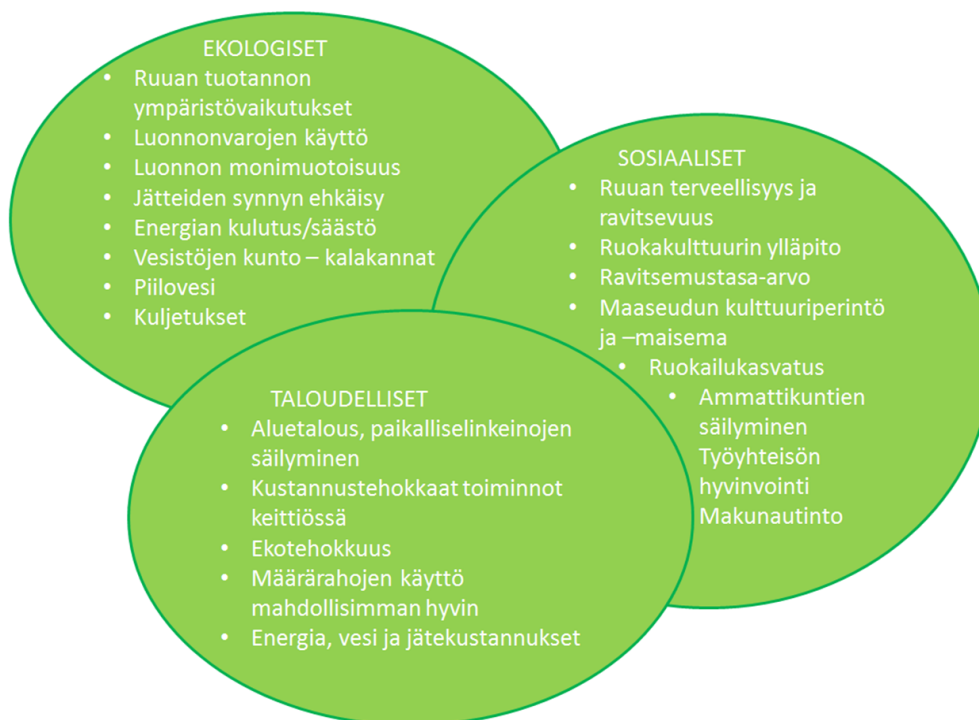 EKOLOGISET
• Ruuan tuotannon
ympäristövaikutukset
• Luonnonvarojen käyttö
• Luonnon monimuotoisuus
• Jätteiden synnyn ehkäisy
• Energian kulutus/säästö
• Vesistöjen kunto – kalakannat
• Piilovesi
• Kuljetukset
SOSIAALISET
• Ruuan terveellisyys ja
ravitsevuus
• Ruokakulttuurin ylläpito
• Ravitsemustasa-arvo
• Maaseudun kulttuuriperintö
ja –maisema
• Ruokailukasvatus
• Ammattikuntien
säilyminen
Työyhteisön
hyvinvointi
Makunautinto
TALOUDELLISET
• Aluetalous, paikalliselinkeinojen
säilyminen
• Kustannustehokkaat toiminnot
keittiössä
• Ekotehokkuus
• Määrärahojen käyttö
mahdollisimman hyvin
• Energia, vesi ja jätekustannukset